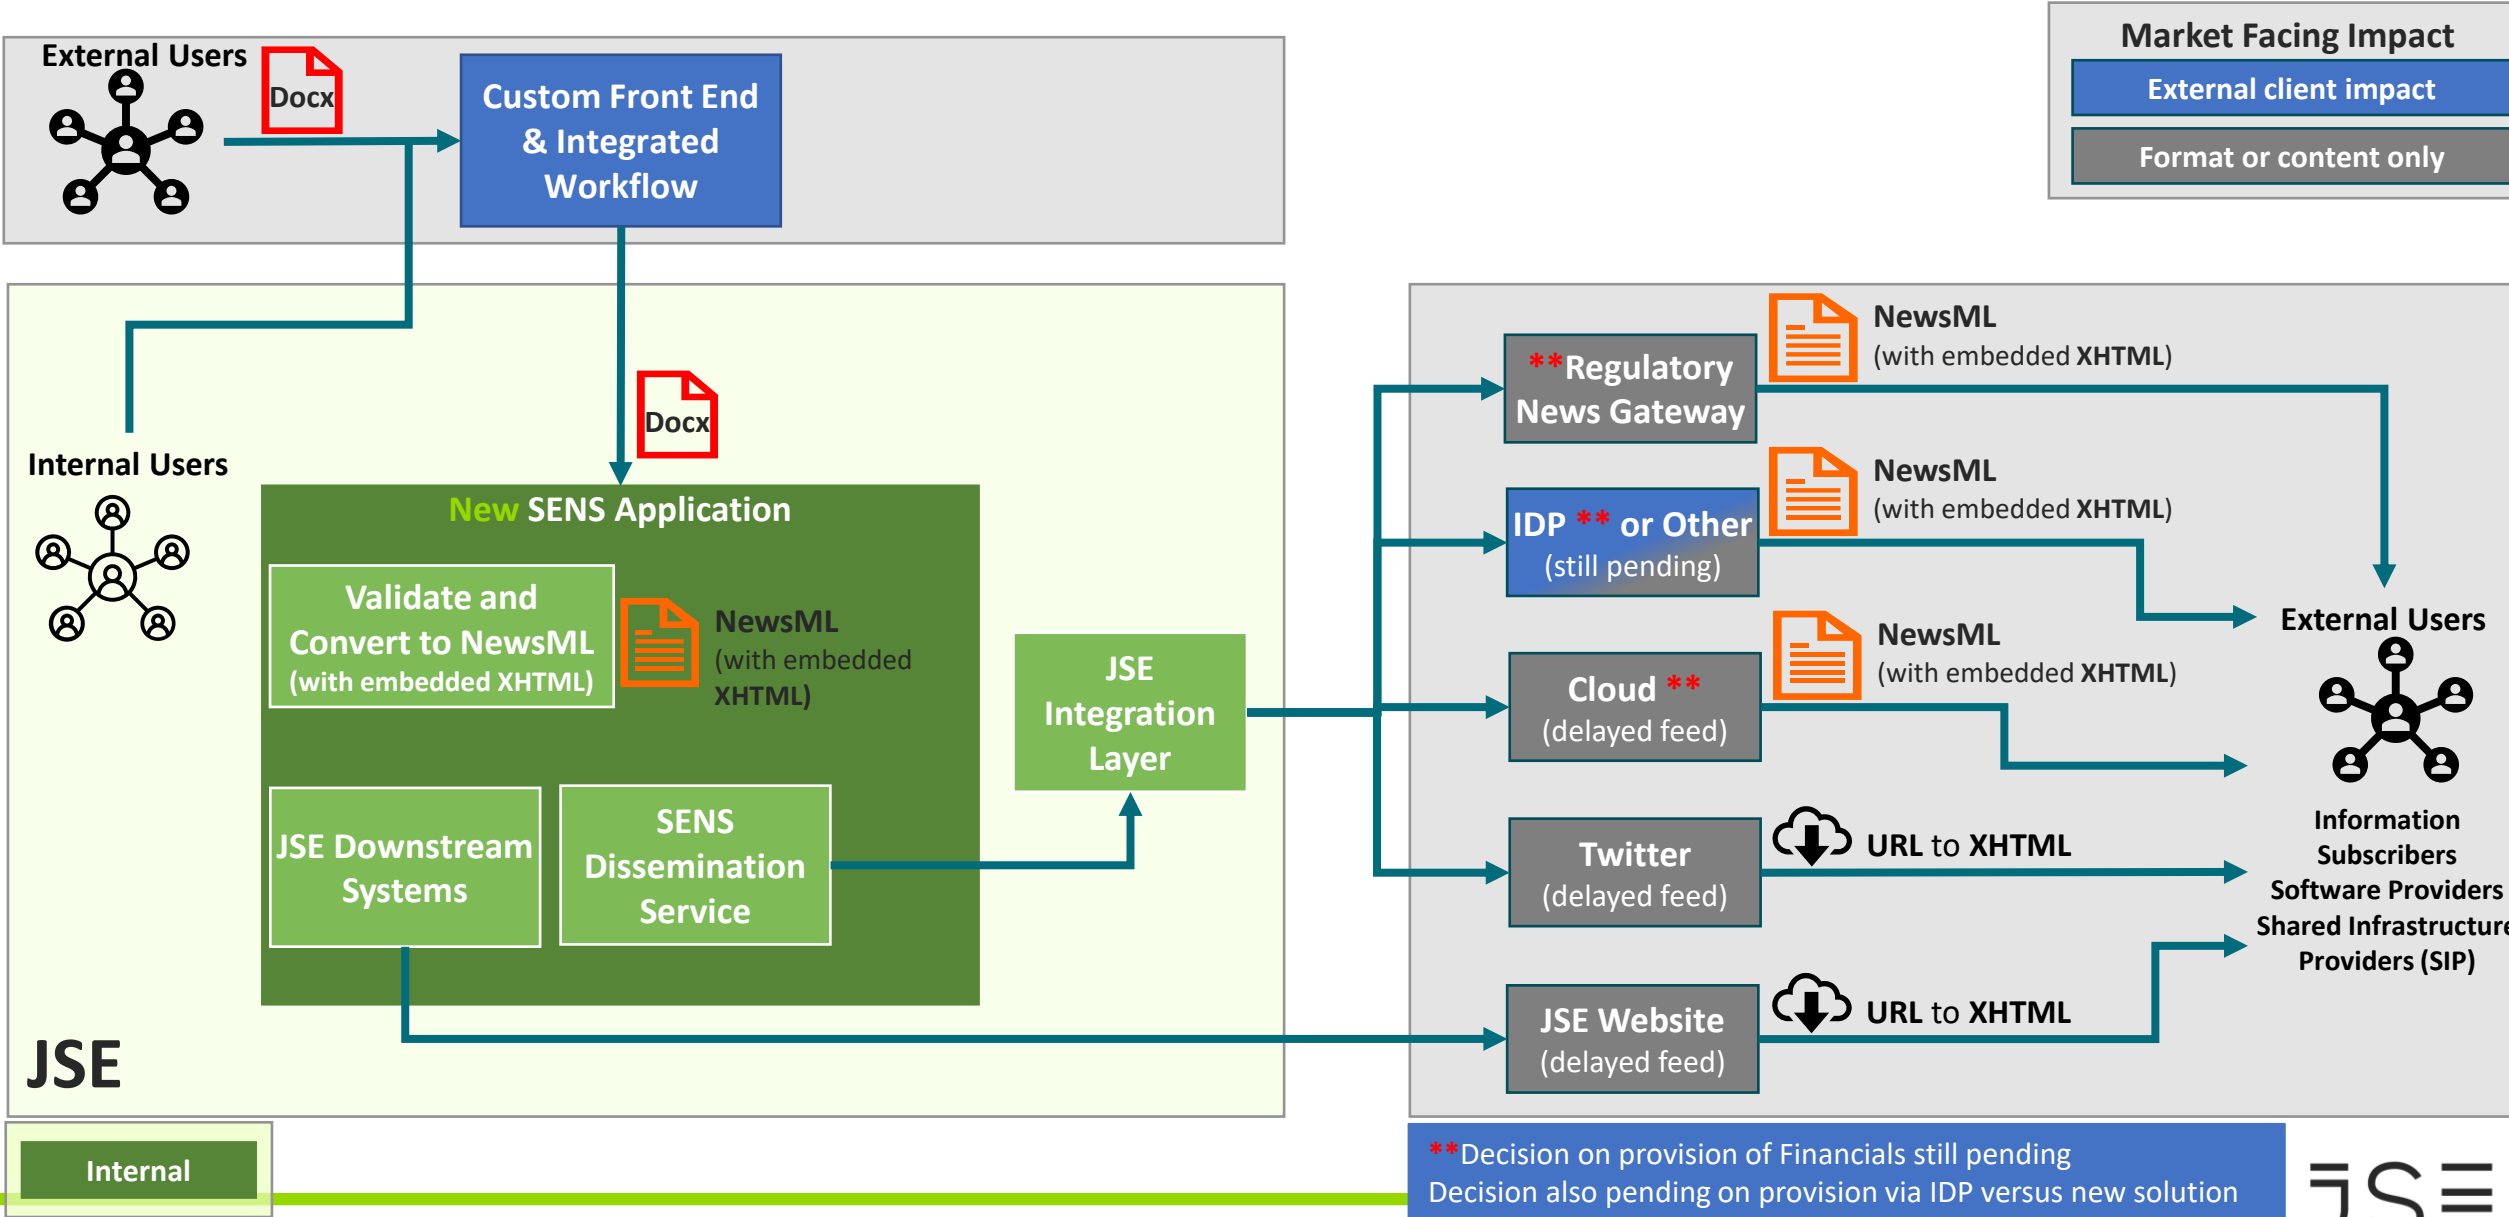 External Users
Docx
Custom Front End
& Integrated
Workflow
Market Facing Impact
External client impact
Format or content only
Internal Users
Docx
New SENS Application
Validate and
Convert to NewsML
(with embedded XHTML)
NewsML
(with embedded
XHTML)
JSE Downstream
Systems
SENS
Dissemination
Service
JSE
Integration
Layer
JSE
**Regulatory
News Gateway
NewsML
(with embedded XHTML)
IDP ** or Other
(still pending)
NewsML
(with embedded XHTML)
Cloud **
(delayed feed)
NewsML
(with embedded XHTML)
Twitter
(delayed feed)
URL to XHTML
JSE Website
(delayed feed)
URL to XHTML
External Users
Information
Subscribers
Software Providers
Shared Infrastructure
Providers (SIP)
Internal
**Decision on provision of Financials still pending
Decision also pending on provision via IDP versus new solution
JSE